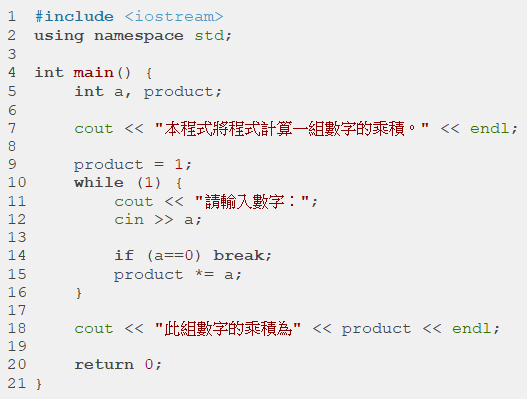 1 #include <iostream>
2 using namespace std;
3
4 int main() {
5     int a, product;
6
7     cout << "本程式將程式計算一組數字的乘積。" << endl;
8
9     product = 1;
10     while (1) {
11         cout << "請輸入數字：";
12         cin >> a;
13
14         if (a==0) break;
15         product *= a;
16     }
17
18     cout << "此組數字的乘積為" << product << endl;
19
20     return 0;
21 }